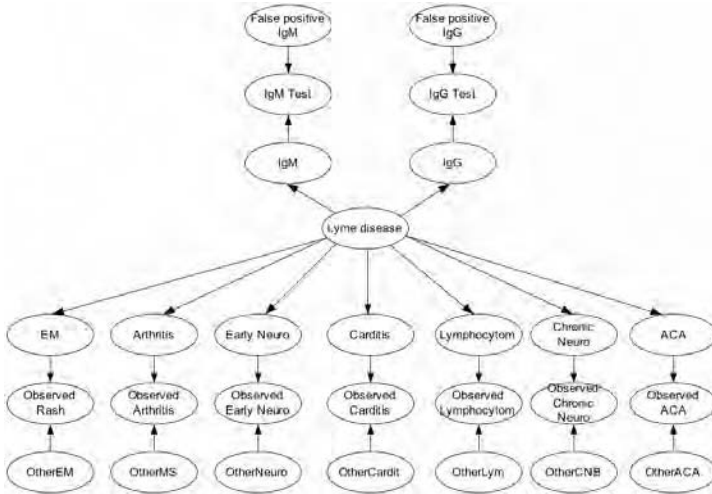 False positive
IgM
False positive
IgG
IgM Test
IgG Test
IgM
IgG
Lyme disease
EM
Arthritis
Early Neuro
Carditis
Lymphocytom
Chronic
Neuro
ACA
Observed
Rash
Observed
Arthritis
Observed
Early Neuro
Observed
Carditis
Observed
Lymphocytom
Observed
Chronic
Neuro
Observed
ACA
OtherEM
OtherMS
OtherNeuro
OtherCardit
OtherLym
OtherCNB
OtherACA